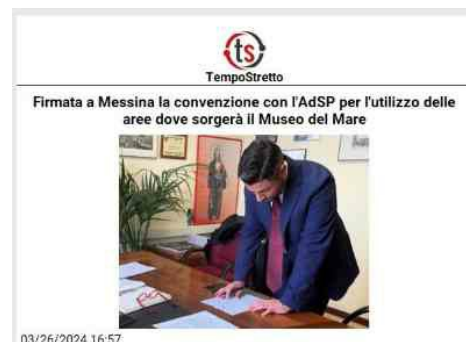 ts
TempoStretto
Firmata a Messina la convenzione con l'AdSP per l'utilizzo delle
aree dove sorgerà il Museo del Mare
03/26/2024 16:57